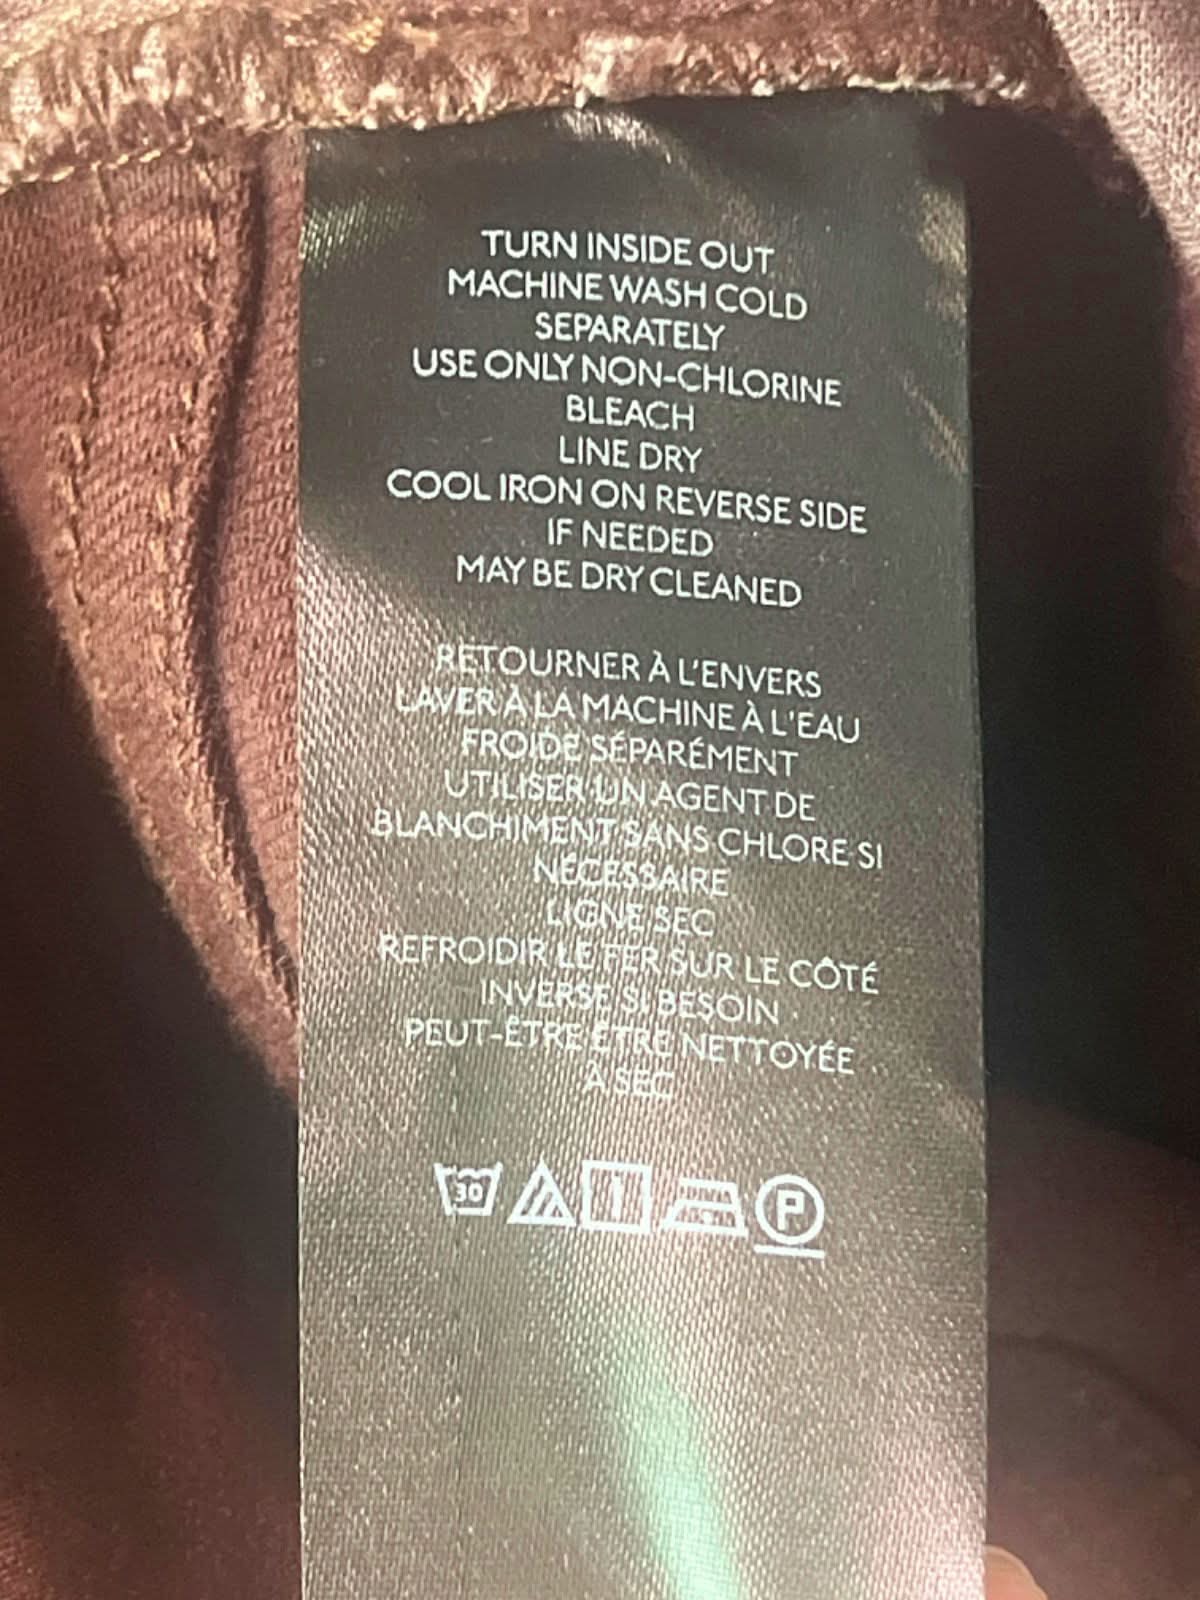 TURN INSIDE OUT
MACHINE WASH COLD
SEPARATELY
USE ONLY NON-CHLORINE
BLEACH
LINE DRY
COOL IRON ON REVERSE SIDE
IF NEEDED
MAY BE DRY CLEANED
RETOURNER À L'ENVERS
LAVER À LA MACHINE À L'EAU
FROIDE SÉPARÉMENT
UTILISER UN AGENT DE
BLANCHIMENT SANS CHLORE SI
NÉCESSAIRE
LIGNE SEC
REFROIDIR LE FER SUR LE CÔTÉ
INVERSE SI BESOIN
PEUT-ÊTRE ÊTRE NETTOYÉE
À SEC
30 P